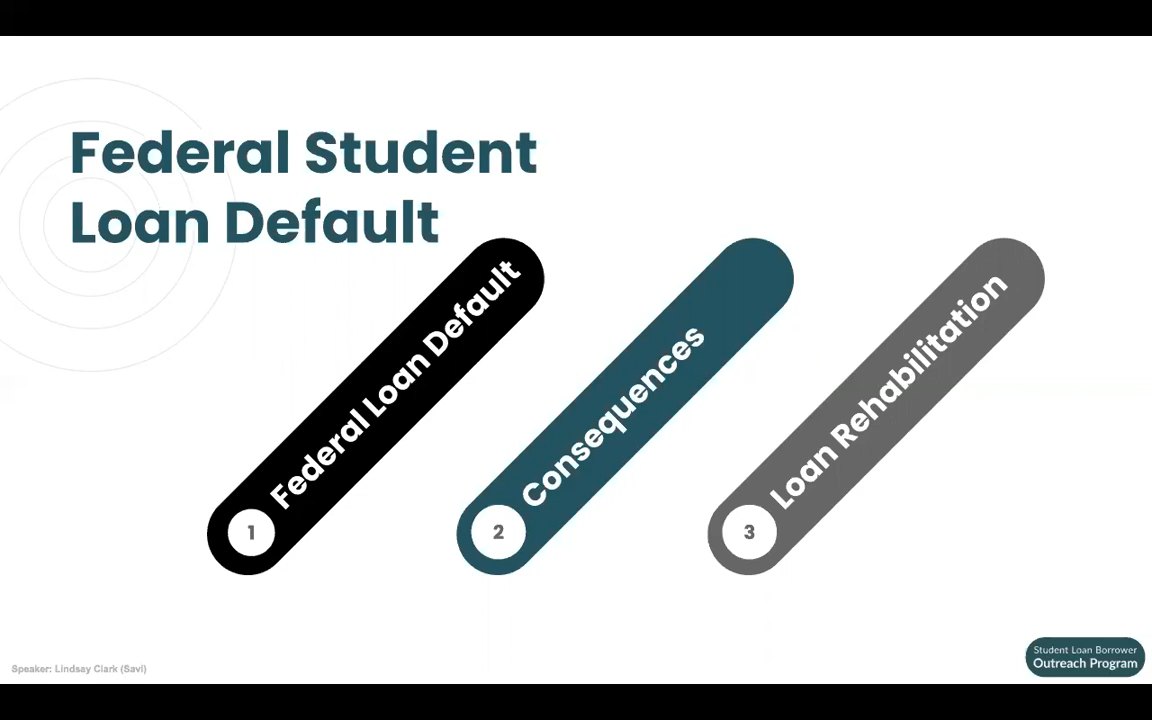 Federal Student
Loan Default
Federal Loan Default
1
Consequences
2
Loan Rehabilitation
3
Speaker: Lindsay Clark (Savi)
Student Loan Borrower
Outreach Program